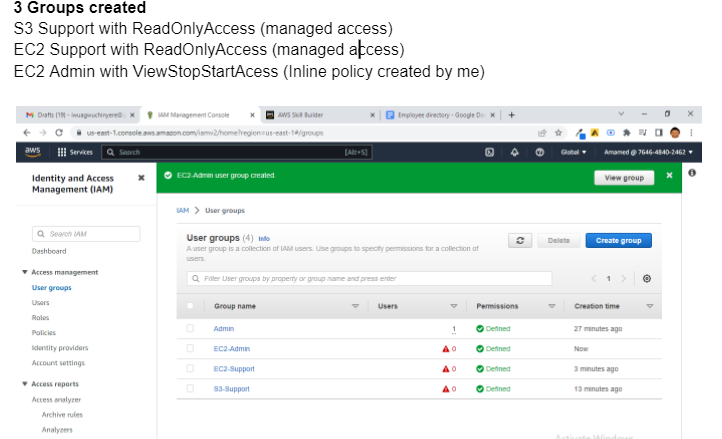 3 Groups created
S3 Support with ReadOnlyAccess (managed access)
EC2 Support with ReadOnlyAccess (managed access)
EC2 Admin with ViewStopStartAcess (Inline policy created by me)
IAM Management Console
AWS Skill Builder
Employee directory - Google Do
us-east-1.console.aws.amazon.com/iamv2/home?region=us-east-1#/groups
aws
Services
Search
[Alt+S]
Global
Amamed @ 7646-4840-2462
Identity and Access Management (IAM)
EC2-Admin user group created.
View group
IAM > User groups
Search IAM
Dashboard
Access management
User groups
Users
Roles
Policies
Identity providers
Account settings
Access reports
Access analyzer
Archive rules
Analyzers
User groups (4) Info
A user group is a collection of IAM users. Use groups to specify permissions for a collection of
users.
Delete
Create group
Filter User groups by property or group name and press enter
1
Group name Users Permissions Creation time
Admin 1 Defined 27 minutes ago
EC2-Admin 0 Defined Now
EC2-Support 0 Defined 3 minutes ago
S3-Support 0 Defined 13 minutes ago
Activate Windows